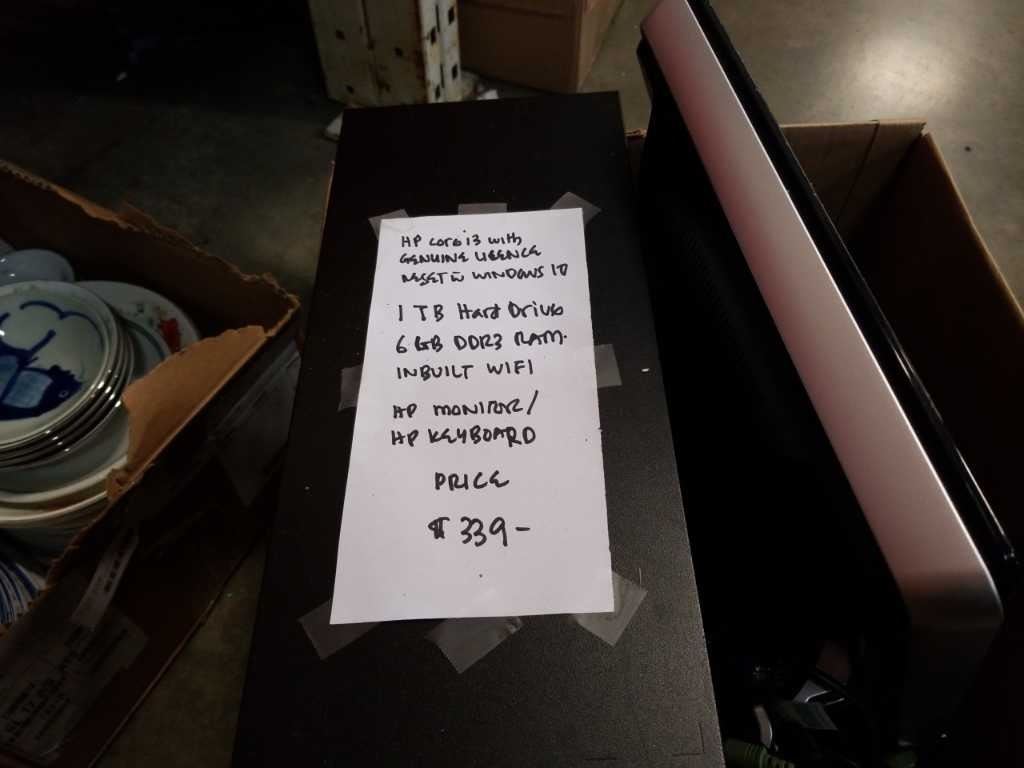 HP core i3 with
GENUINE LICENCE
RESET TO WINDOWS 10
1 TB Hard Drive
6 GB DDR3 RAM.
INBUILT WIFI
HP MONITOR/
HP KEYBOARD
PRICE
$339-